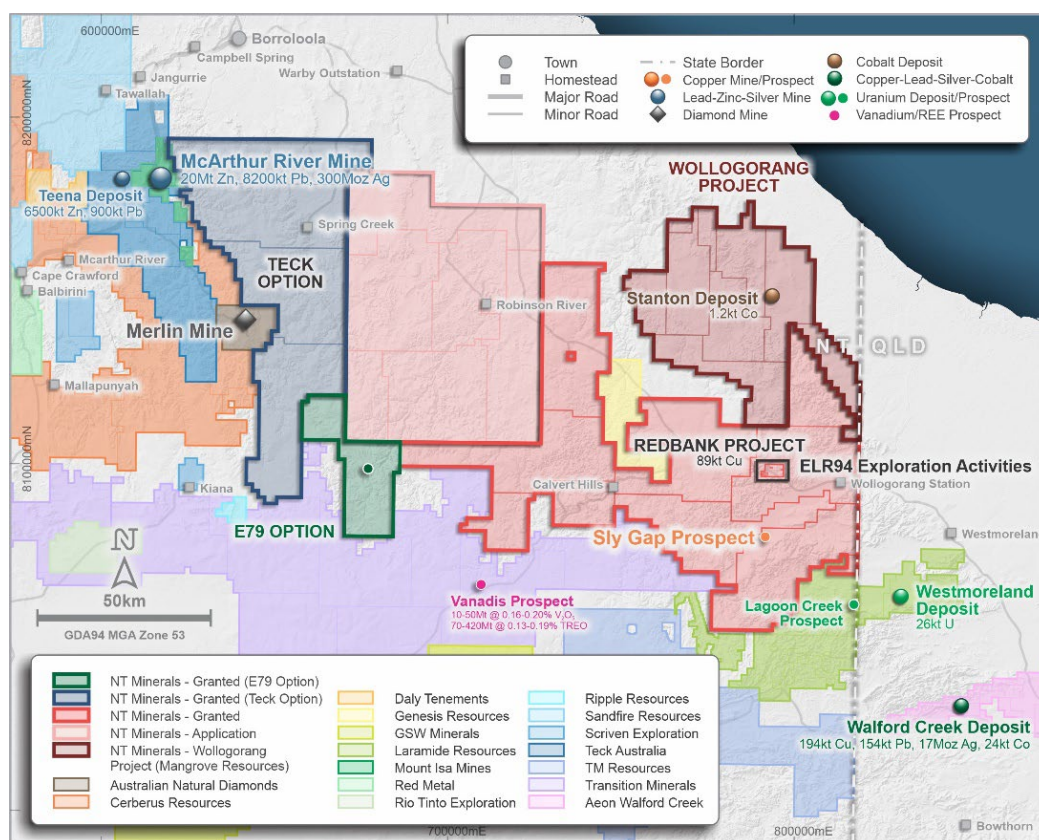 600000mE
Borroloola
Campbell Spring
Jangurrie
Warby Outstation
Tawallah
8200000mN
Town
Homestead
Major Road
Minor Road
State Border
Copper Mine/Prospect
Lead-Zinc-Silver Mine
Diamond Mine
Cobalt Deposit
Copper-Lead-Silver-Cobalt
Uranium Deposit/Prospect
Vanadium/REE Prospect
McArthur River Mine
20Mt Zn, 8200kt Pb, 300Moz Ag
Teena Deposit
6500kt Zn, 900kt Pb
WOLLOGORANG
PROJECT
Spring Creek
Mcarthur River
Cape Crawford
Balbirini
TECK
OPTION
Robinson River
Stanton Deposit
1.2kt Co
Merlin Mine
NT QLD
Mallapunyah
8100000mN
REDBANK PROJECT
89kt Cu
ELR94 Exploration Activities
Kiana
Calvert Hills
Wollogorang Station
E79 OPTION
Sly Gap Prospect
Westmoreland
N
50km
GDA94 MGA Zone 53
Vanadis Prospect
10-50Mt @ 0.16-0.20% V₂O₅
70-420Mt @ 0.13-0.19% TREO
Lagoon Creek
Prospect
Westmoreland
Deposit
26kt U
Walford Creek Deposit
194kt Cu, 154kt Pb, 17Moz Ag, 24kt Co
NT Minerals - Granted (E79 Option)
NT Minerals - Granted (Teck Option)
NT Minerals - Granted
NT Minerals - Application
NT Minerals - Wollogorang
Project (Mangrove Resources)
Australian Natural Diamonds
Cerberus Resources
Daly Tenements
Genesis Resources
GSW Minerals
Laramide Resources
Mount Isa Mines
Red Metal
Rio Tinto Exploration
Ripple Resources
Sandfire Resources
Scriven Exploration
Teck Australia
TM Resources
Transition Minerals
Aeon Walford Creek
700000mE
800000mE
Bowthorn